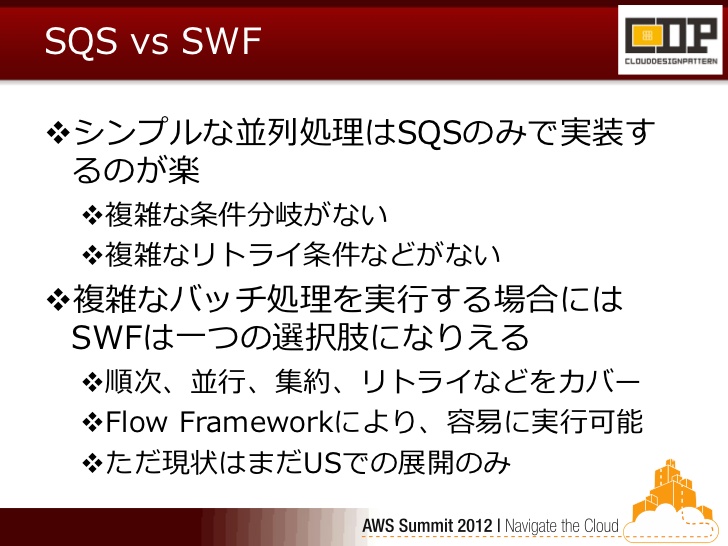 SQS vs SWF
CDP
CLOUDDESIGNPATTERN
❖シンプルな並列処理はSQSのみで実装す
るのが楽
❖複雑な条件分岐がない
❖複雑なリトライ条件などがない
❖複雑なバッチ処理を実行する場合には
SWFは一つの選択肢になりえる
❖順次、並行、集約、リトライなどをカバー
❖Flow Frameworkにより、容易に実行可能
❖ただ現状はまだUSでの展開のみ
AWS Summit 2012 | Navigate the Cloud